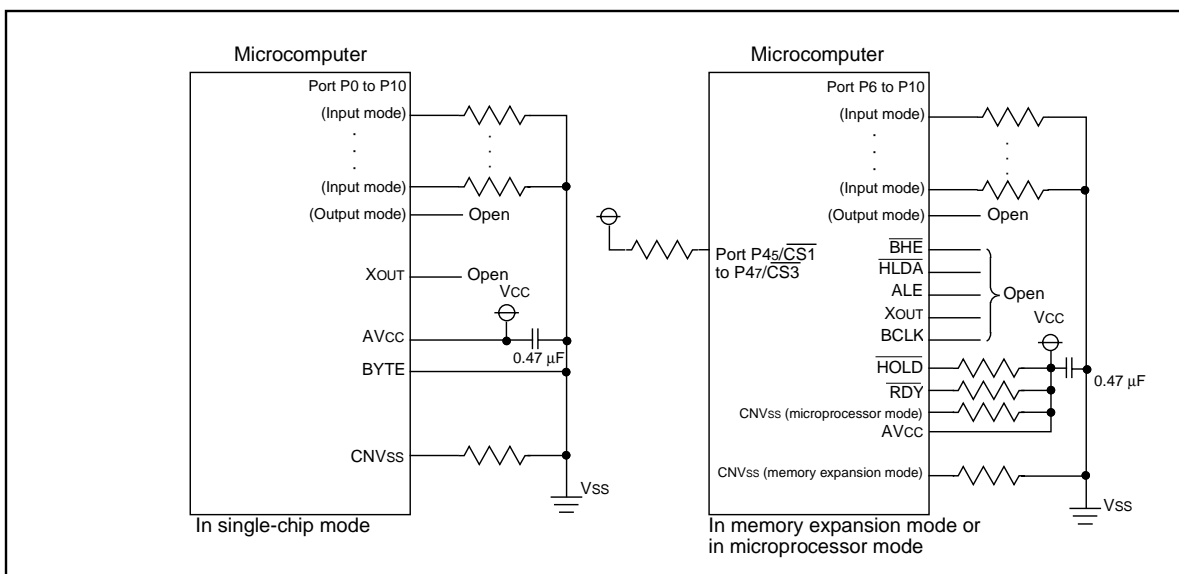 Microcomputer
Port P0 to P10
(Input mode)
(Input mode)
(Output mode)
Open
XOUT
Open
VCC
AVCC
0.47 μF
BYTE
CNVSS
VSS
In single-chip mode
Microcomputer
Port P6 to P10
(Input mode)
(Input mode)
(Output mode)
Open
Port P45/CS1
to P47/CS3
BHE
HLDA
ALE
XOUT
BCLK
Open
VCC
HOLD
0.47 μF
RDY
CNVSS (microprocessor mode)
AVCC
CNVSS (memory expansion mode)
VSS
In memory expansion mode or
in microprocessor mode